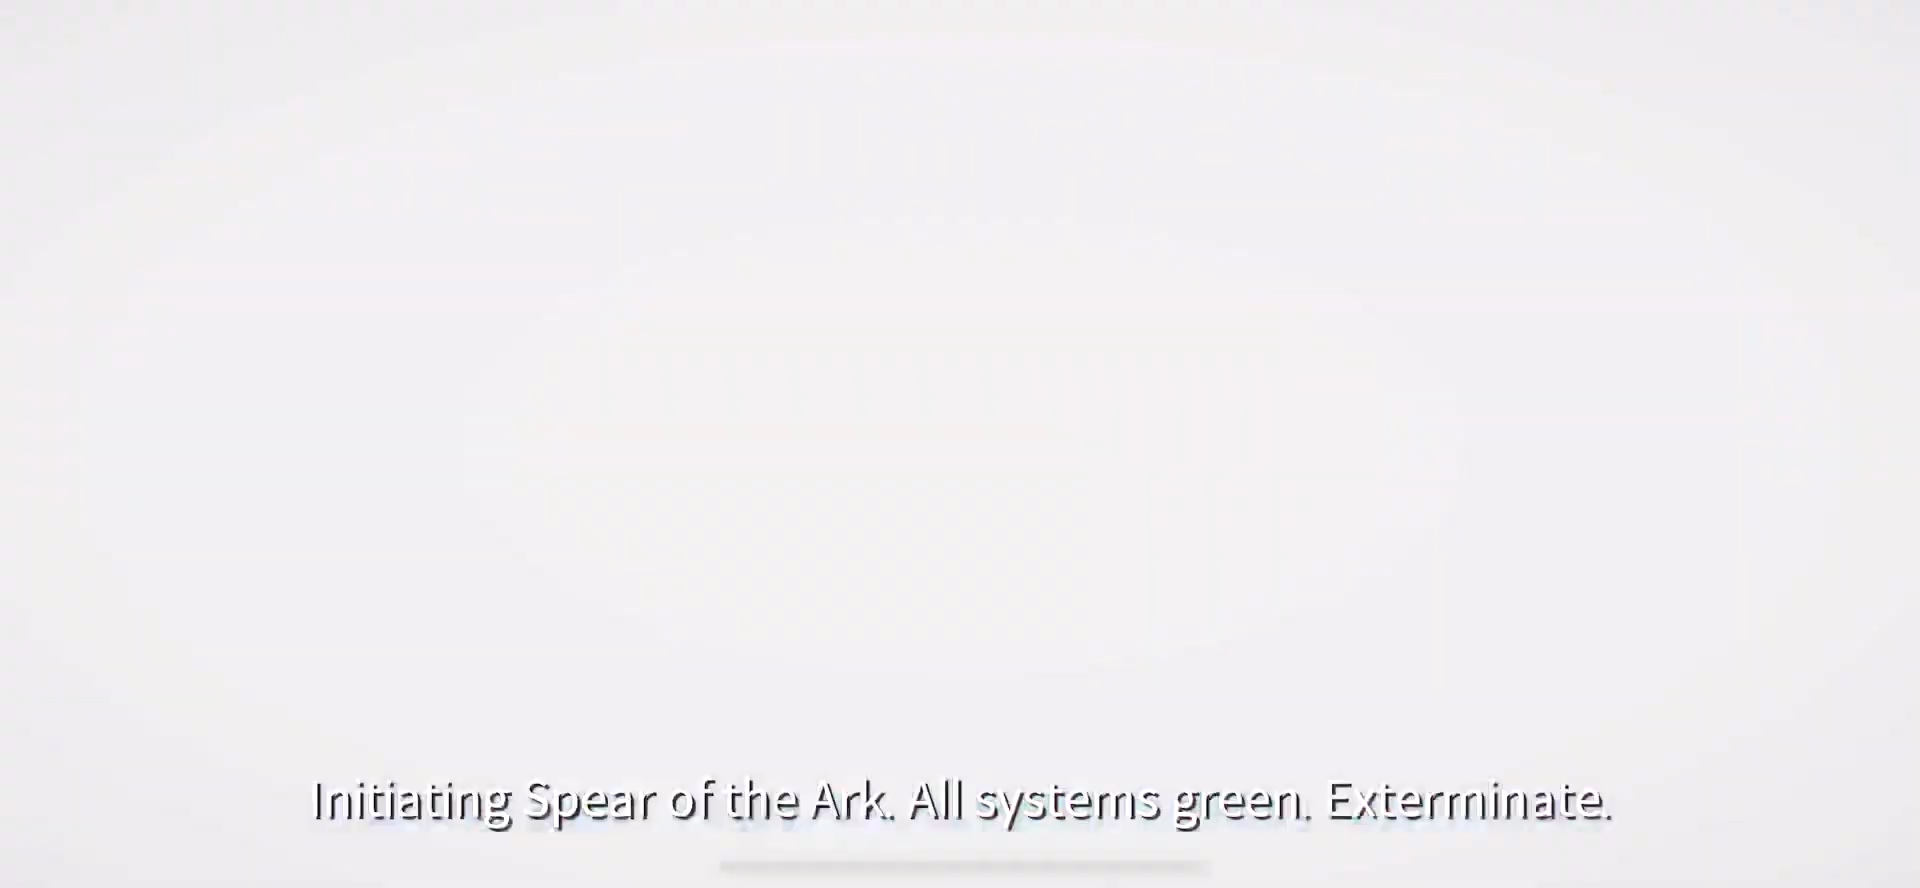 Initiating Spear of the Ark. All systems green. Exterminate.